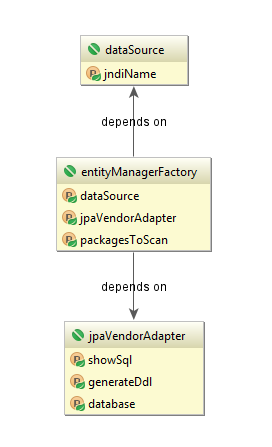 dataSource
jndiName
depends on
entityManagerFactory
dataSource
jpaVendorAdapter
packagesToScan
depends on
jpaVendorAdapter
showSql
generateDdl
database